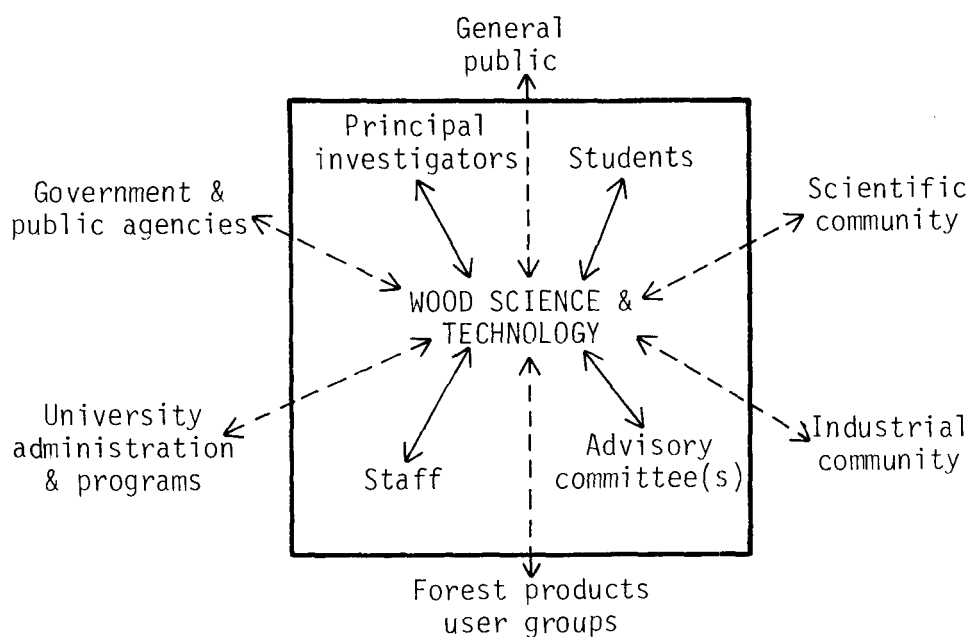 General
public
Principal
investigators
Students
Government &
public agencies
Scientific
community
WOOD SCIENCE &
TECHNOLOGY
University
administration
& programs
Staff
Advisory
committee(s)
Industrial
community
Forest products
user groups